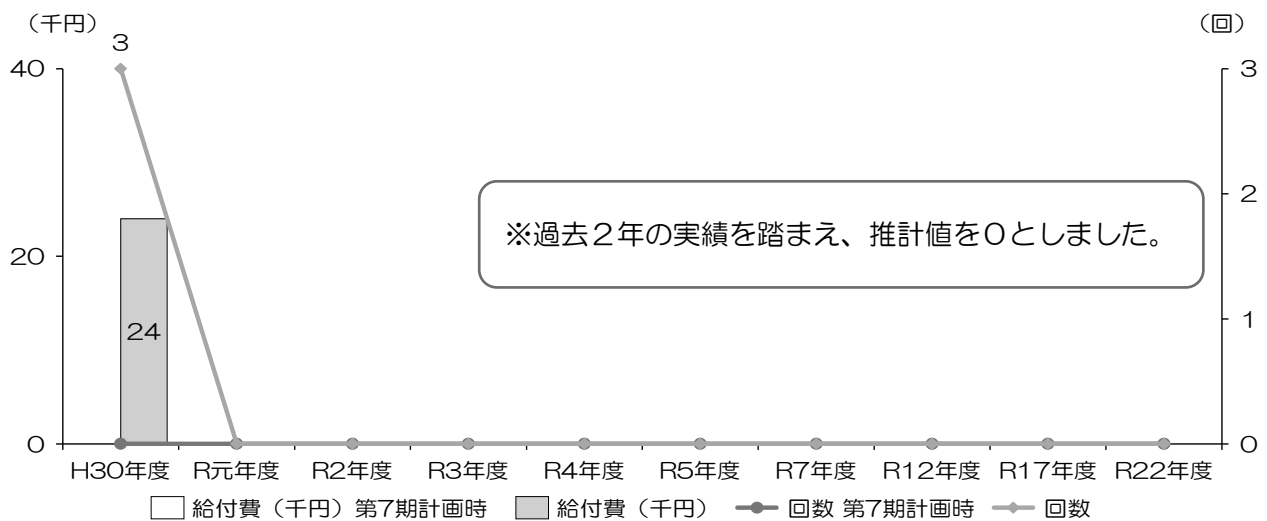 （千円）
（回）
3
40
3
2
※過去２年の実績を踏まえ、推計値を０としました。
20
24
1
0
0
H30年度 R元年度 R2年度 R3年度 R4年度 R5年度 R7年度 R12年度 R17年度 R22年度
給付費（千円）第7期計画時 給付費（千円） 回数 第7期計画時 回数